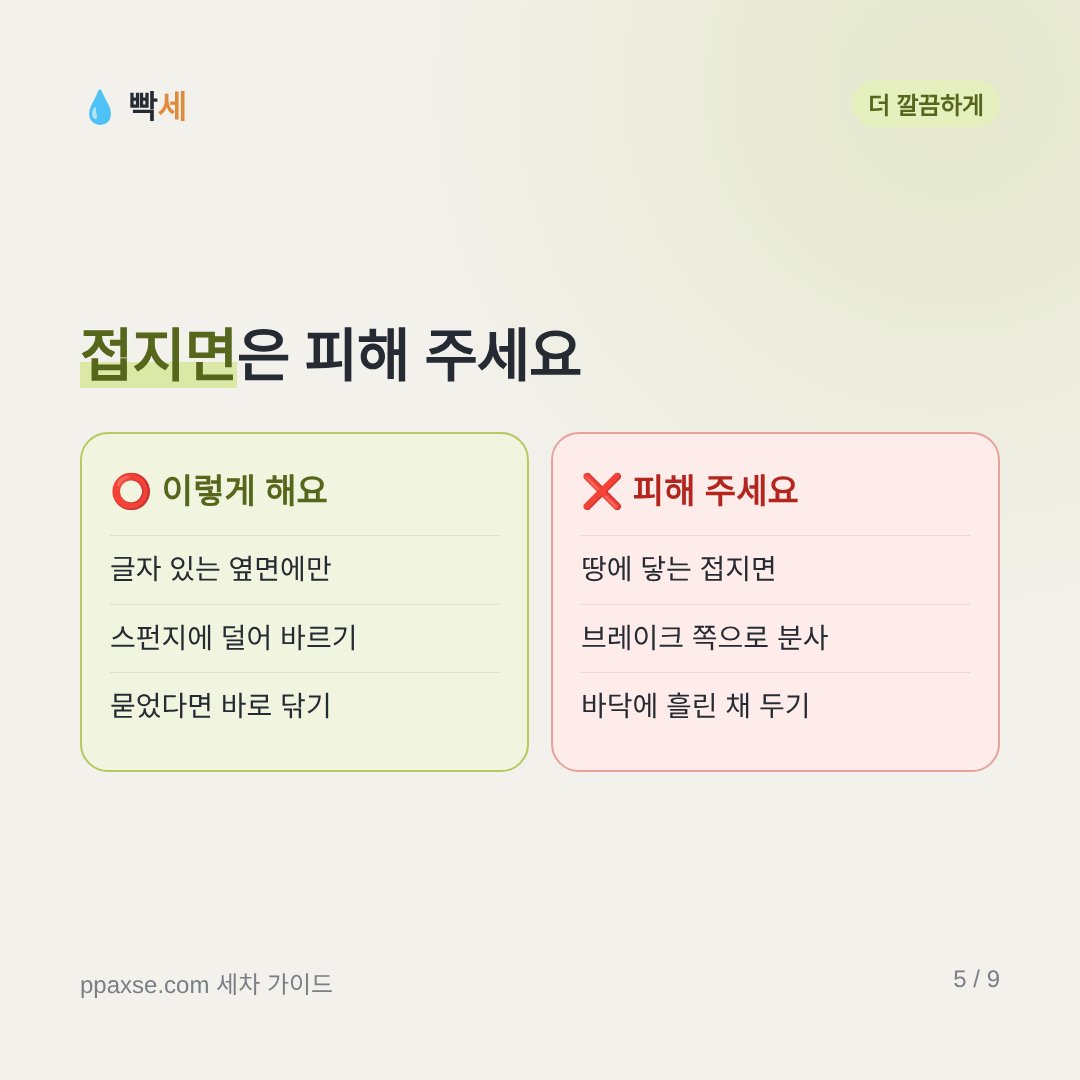 빡세
더 깔끔하게
접지면은 피해 주세요
⭕ 이렇게 해요
글자 있는 옆면에만
스펀지에 덜어 바르기
묻었다면 바로 닦기
❌ 피해 주세요
땅에 닿는 접지면
브레이크 쪽으로 분사
바닥에 흘린 채 두기
ppaxse.com 세차 가이드
5 / 9